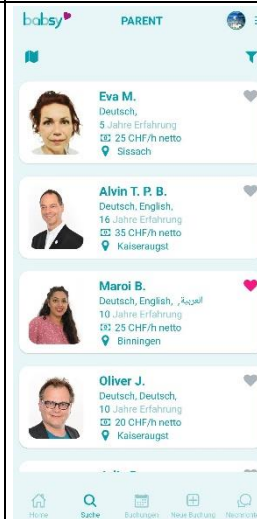 babsy
PARENT
Eva M.
Deutsch,
5 Jahre Erfahrung
25 CHF/h netto
Sissach
Alvin T. P. B.
Deutsch, English,
16 Jahre Erfahrung
35 CHF/h netto
Kaiseraugst
Maroi B.
Deutsch, English, العربية,
10 Jahre Erfahrung
25 CHF/h netto
Binningen
Oliver J.
Deutsch, Deutsch,
10 Jahre Erfahrung
20 CHF/h netto
Kaiseraugst
Home Suche Buchungen Neue Buchung